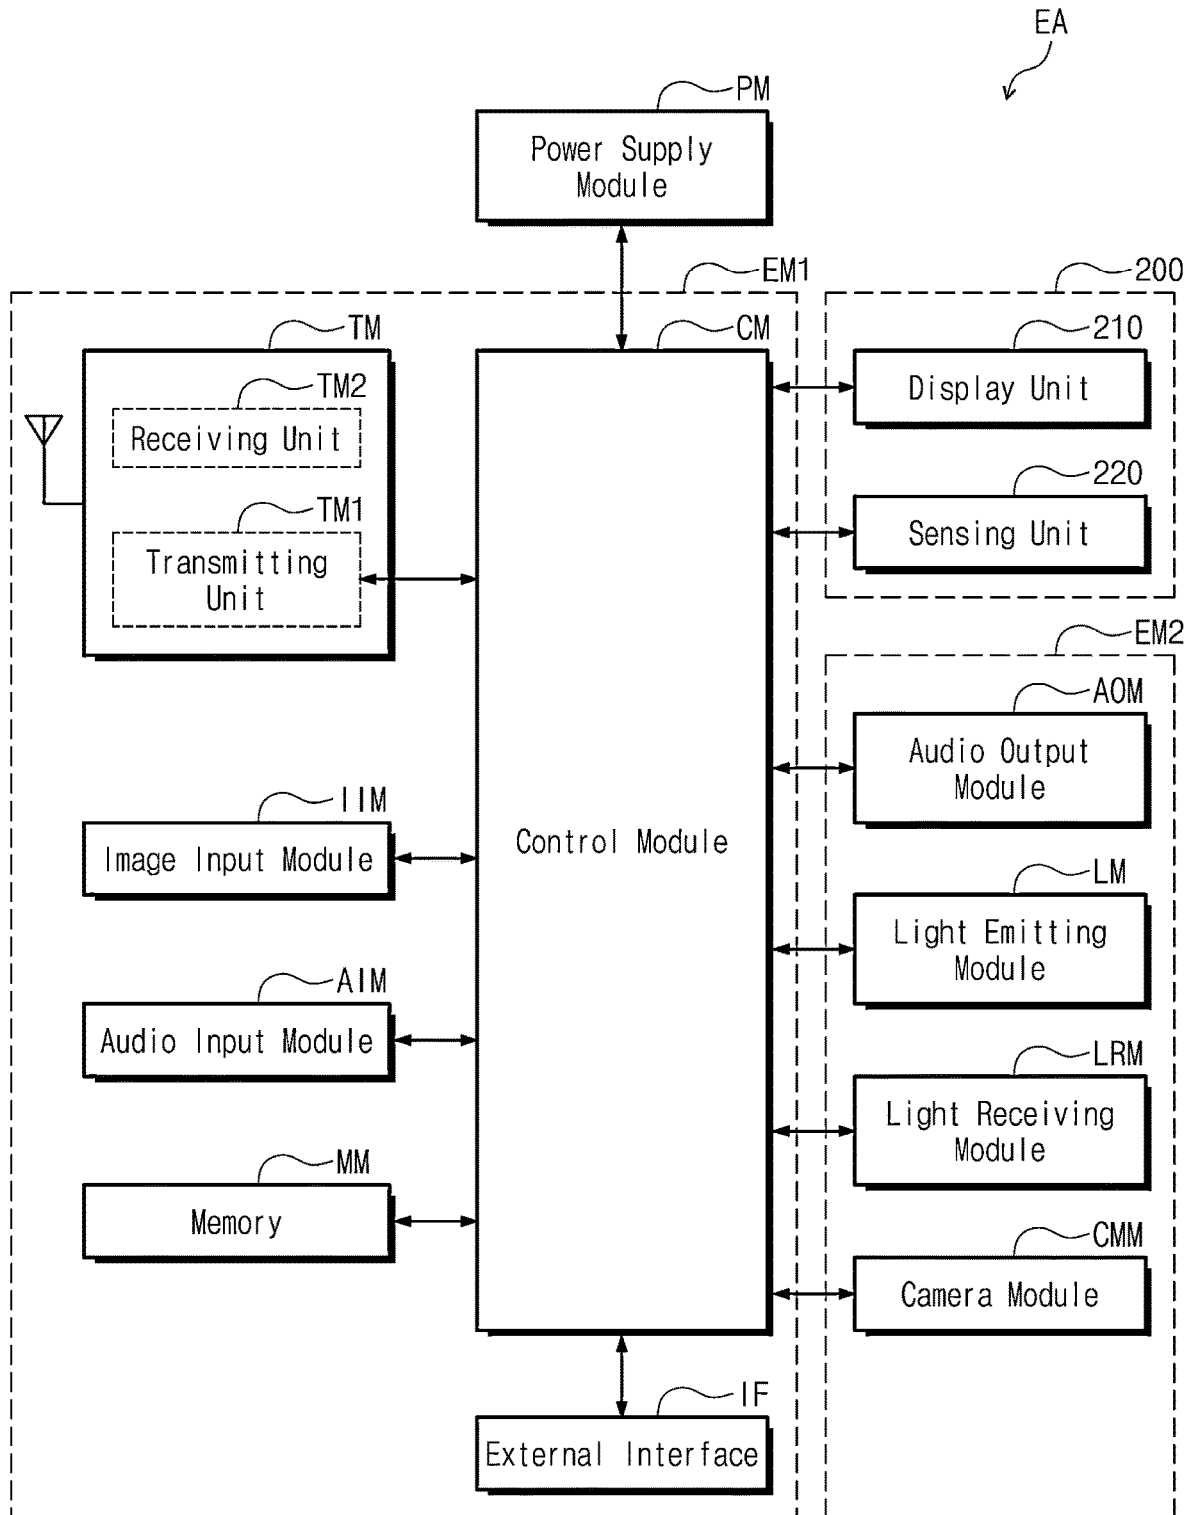 EA
PM
Power Supply
Module
EM1
200
TM
CM
210
TM2
Receiving Unit
Display Unit
TM1
220
Transmitting
Unit
Sensing Unit
EM2
AOM
Audio Output
Module
IIM
Image Input Module
Control Module
LM
Light Emitting
Module
AIM
Audio Input Module
LRM
Light Receiving
Module
MM
Memory
CMM
Camera Module
IF
External Interface